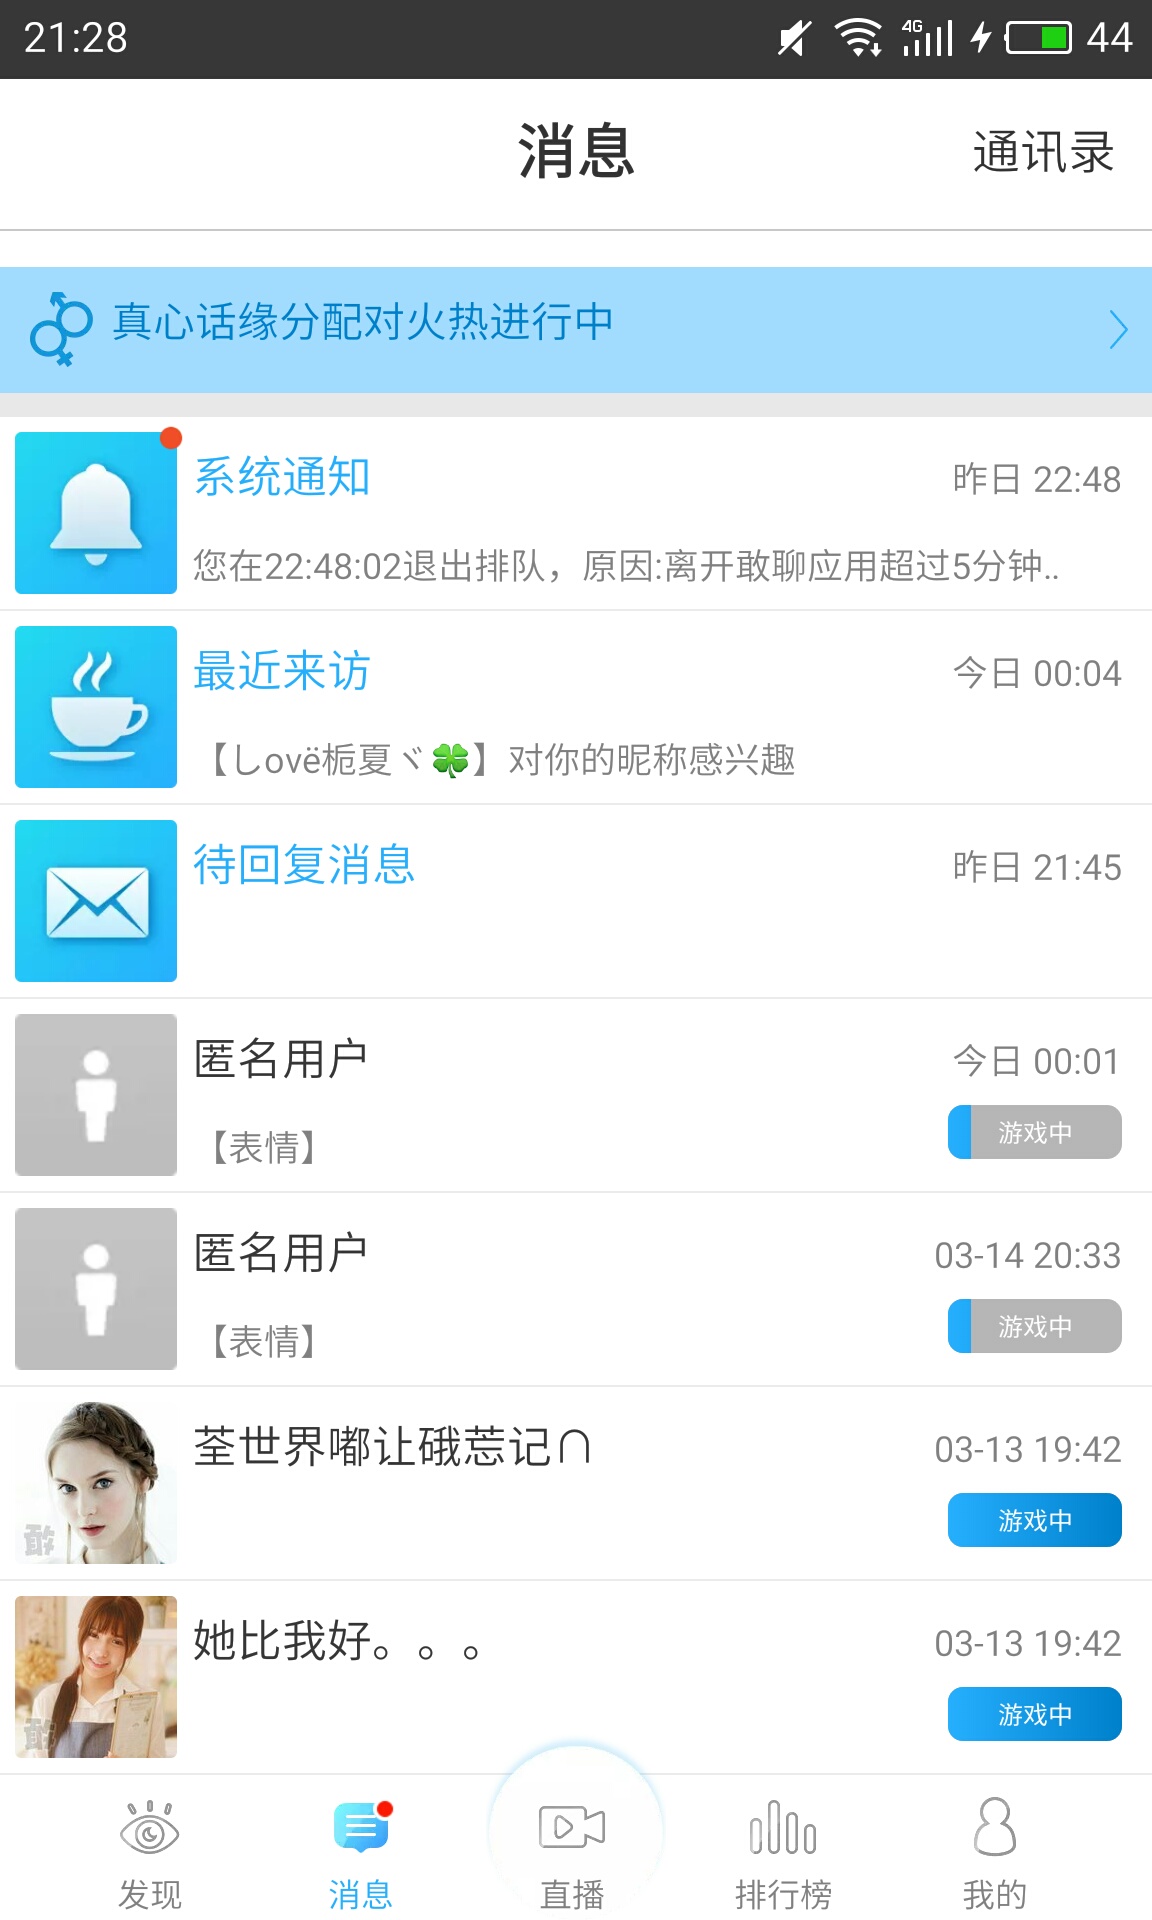 21:28
4G
44
消息
通讯录
真心话缘分配对火热进行中
系统通知
昨日 22:48
您在22:48:02退出排队，原因:离开敢聊应用超过5分钟..
最近来访
今日 00:04
【しovë栀夏ヾ🍀】对你的昵称感兴趣
待回复消息
昨日 21:45
匿名用户
今日 00:01
【表情】
游戏中
匿名用户
03-14 20:33
【表情】
游戏中
荃世界嘟让硪荒记∩
03-13 19:42
敢
游戏中
她比我好。。。
03-13 19:42
敢
游戏中
发现
消息
直播
排行榜
我的